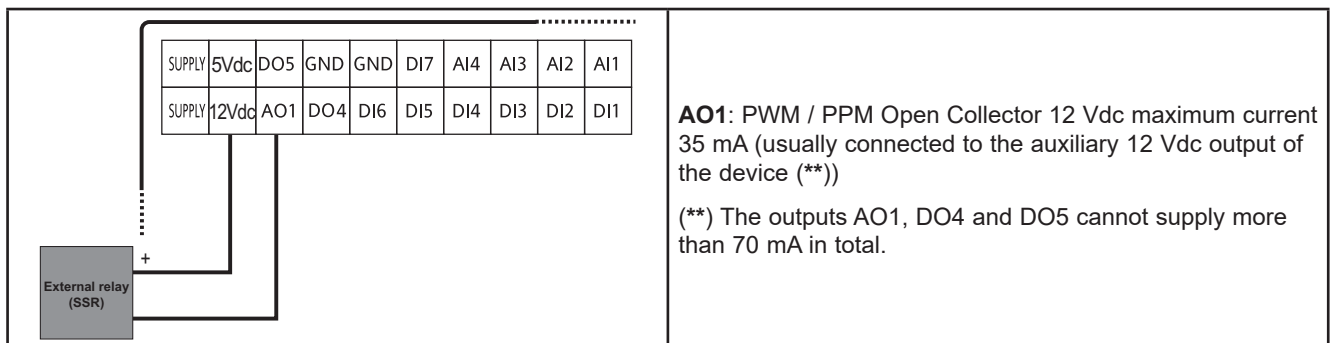 SUPPLY 5Vdc DO5 GND GND DI7 AI4 AI3 AI2 AI1
SUPPLY 12Vdc AO1 DO4 DI6 DI5 DI4 DI3 DI2 DI1
+
External relay
(SSR)
AO1: PWM / PPM Open Collector 12 Vdc maximum current
35 mA (usually connected to the auxiliary 12 Vdc output of
the device (**))
(**) The outputs AO1, DO4 and DO5 cannot supply more
than 70 mA in total.